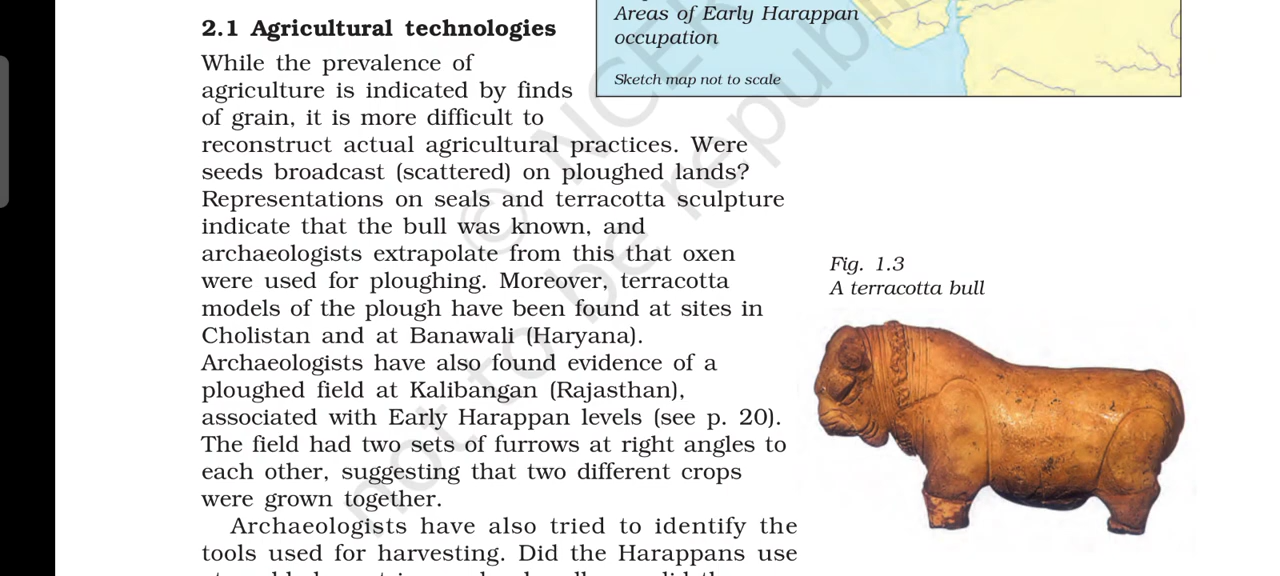 Areas of Early Harappan
occupation
Sketch map not to scale
2.1 Agricultural technologies
While the prevalence of
agriculture is indicated by finds
of grain, it is more difficult to
reconstruct actual agricultural practices. Were
seeds broadcast (scattered) on ploughed lands?
Representations on seals and terracotta sculpture
indicate that the bull was known, and
archaeologists extrapolate from this that oxen
were used for ploughing. Moreover, terracotta
models of the plough have been found at sites in
Cholistan and at Banawali (Haryana).
Archaeologists have also found evidence of a
ploughed field at Kalibangan (Rajasthan),
associated with Early Harappan levels (see p. 20).
The field had two sets of furrows at right angles to
each other, suggesting that two different crops
were grown together.
Archaeologists have also tried to identify the
tools used for harvesting. Did the Harappans use
Fig. 1.3
A terracotta bull
© NCER
not to be republi